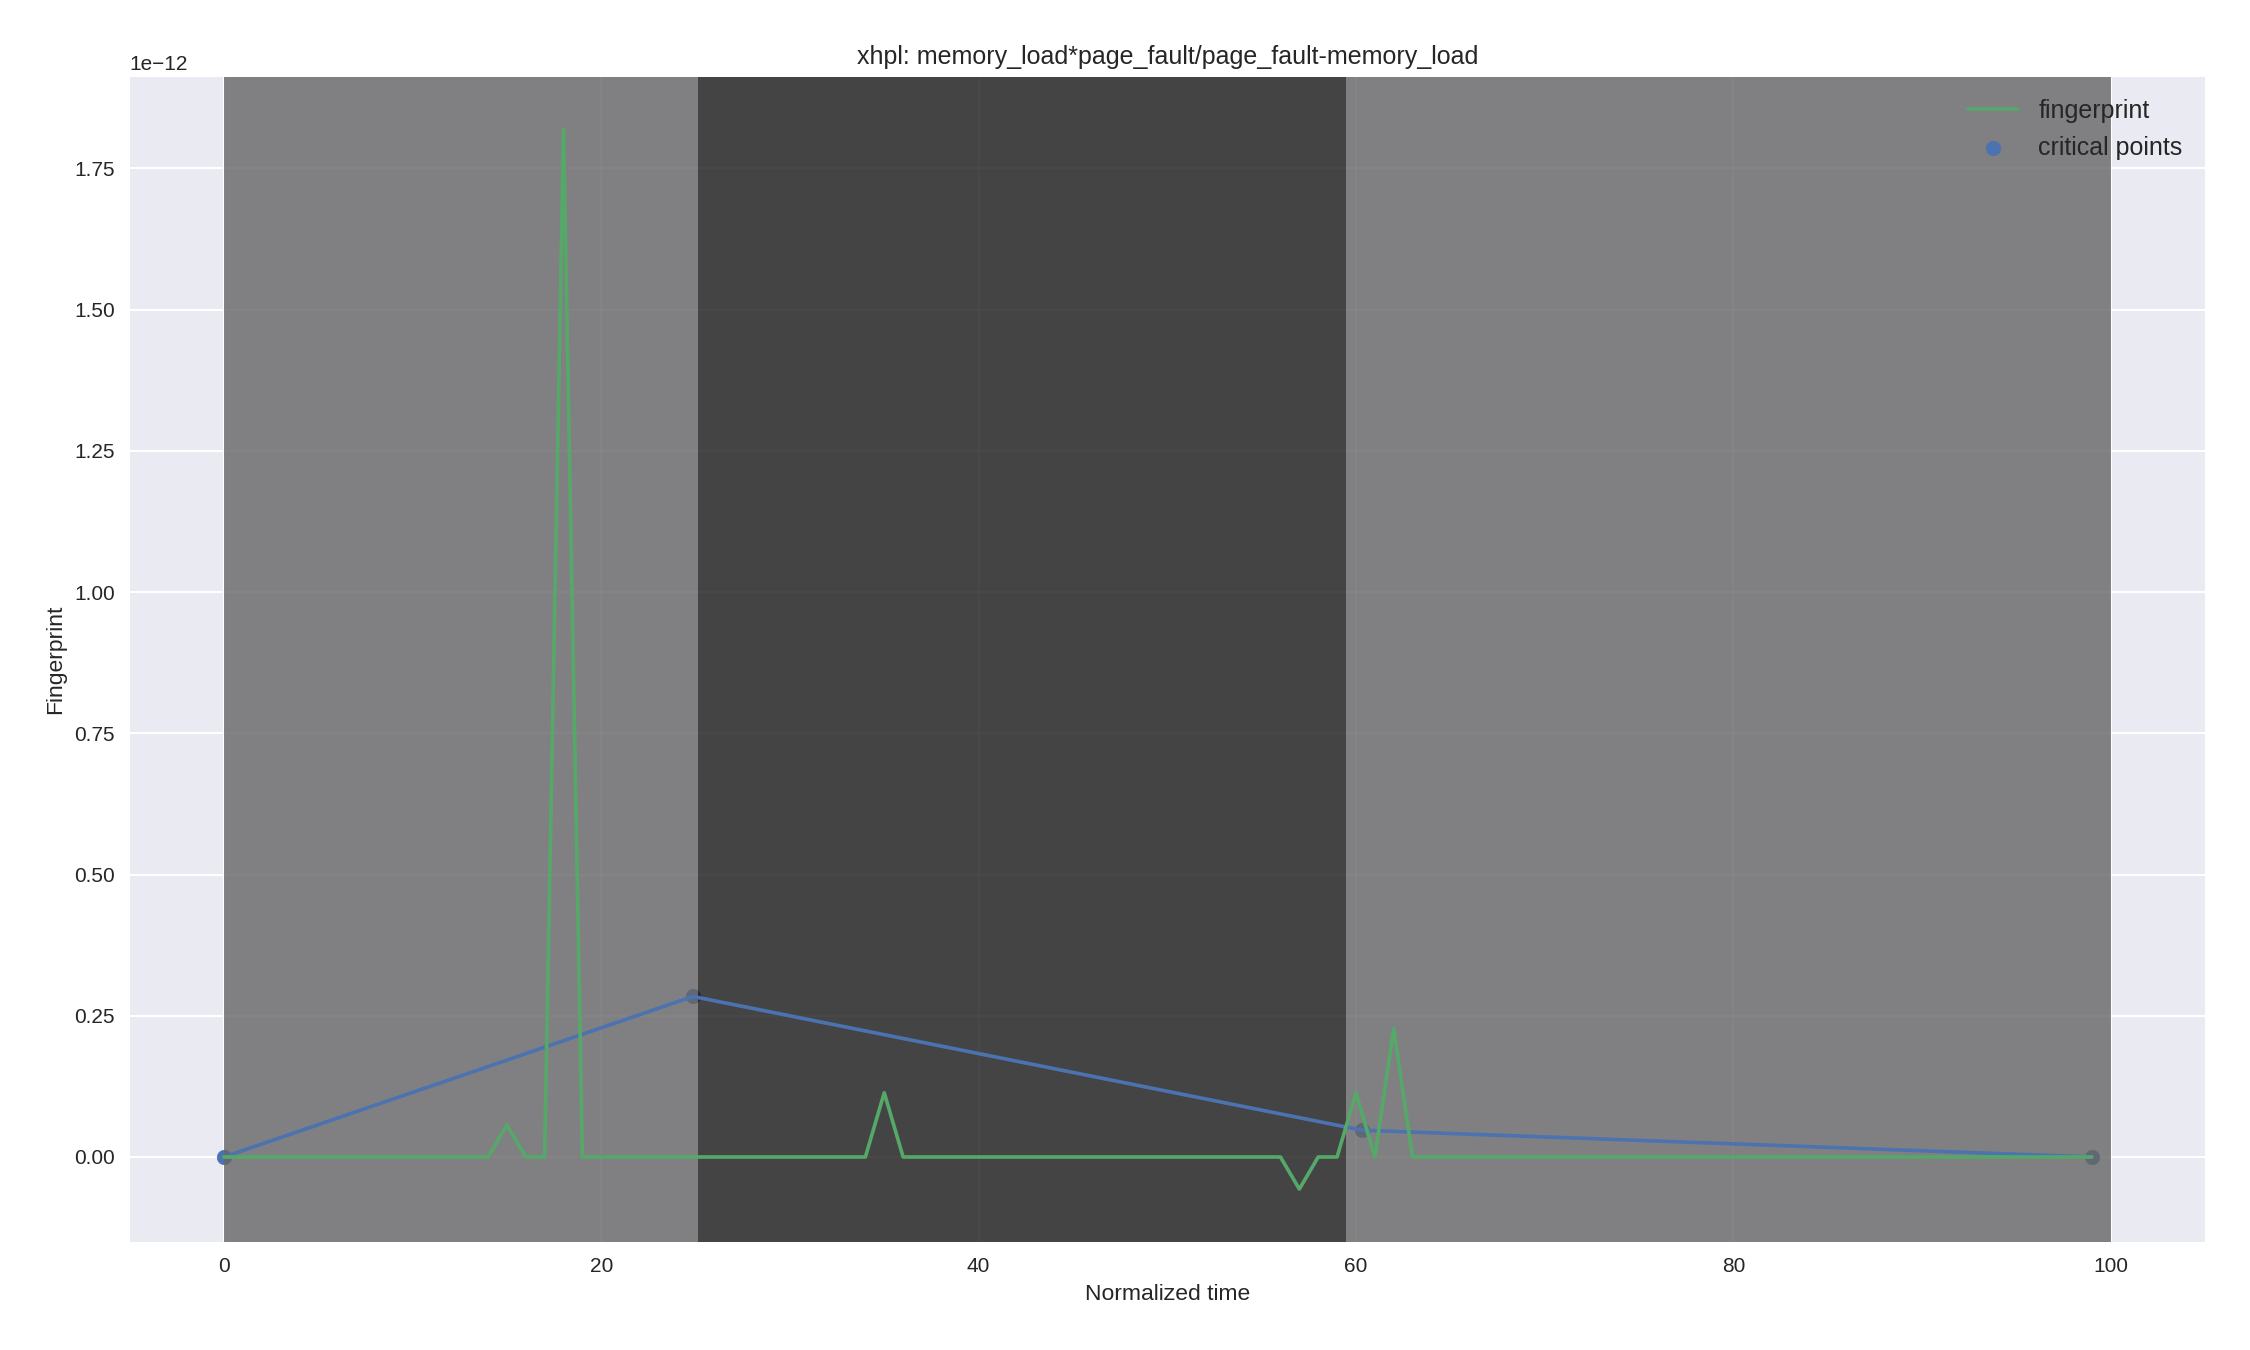 xhpl: memory_load*page_fault/page_fault-memory_load
1e−12
fingerprint
critical points
1.75
1.50
1.25
1.00
0.75
0.50
0.25
0.00
Fingerprint
0 20 40 60 80 100
Normalized time